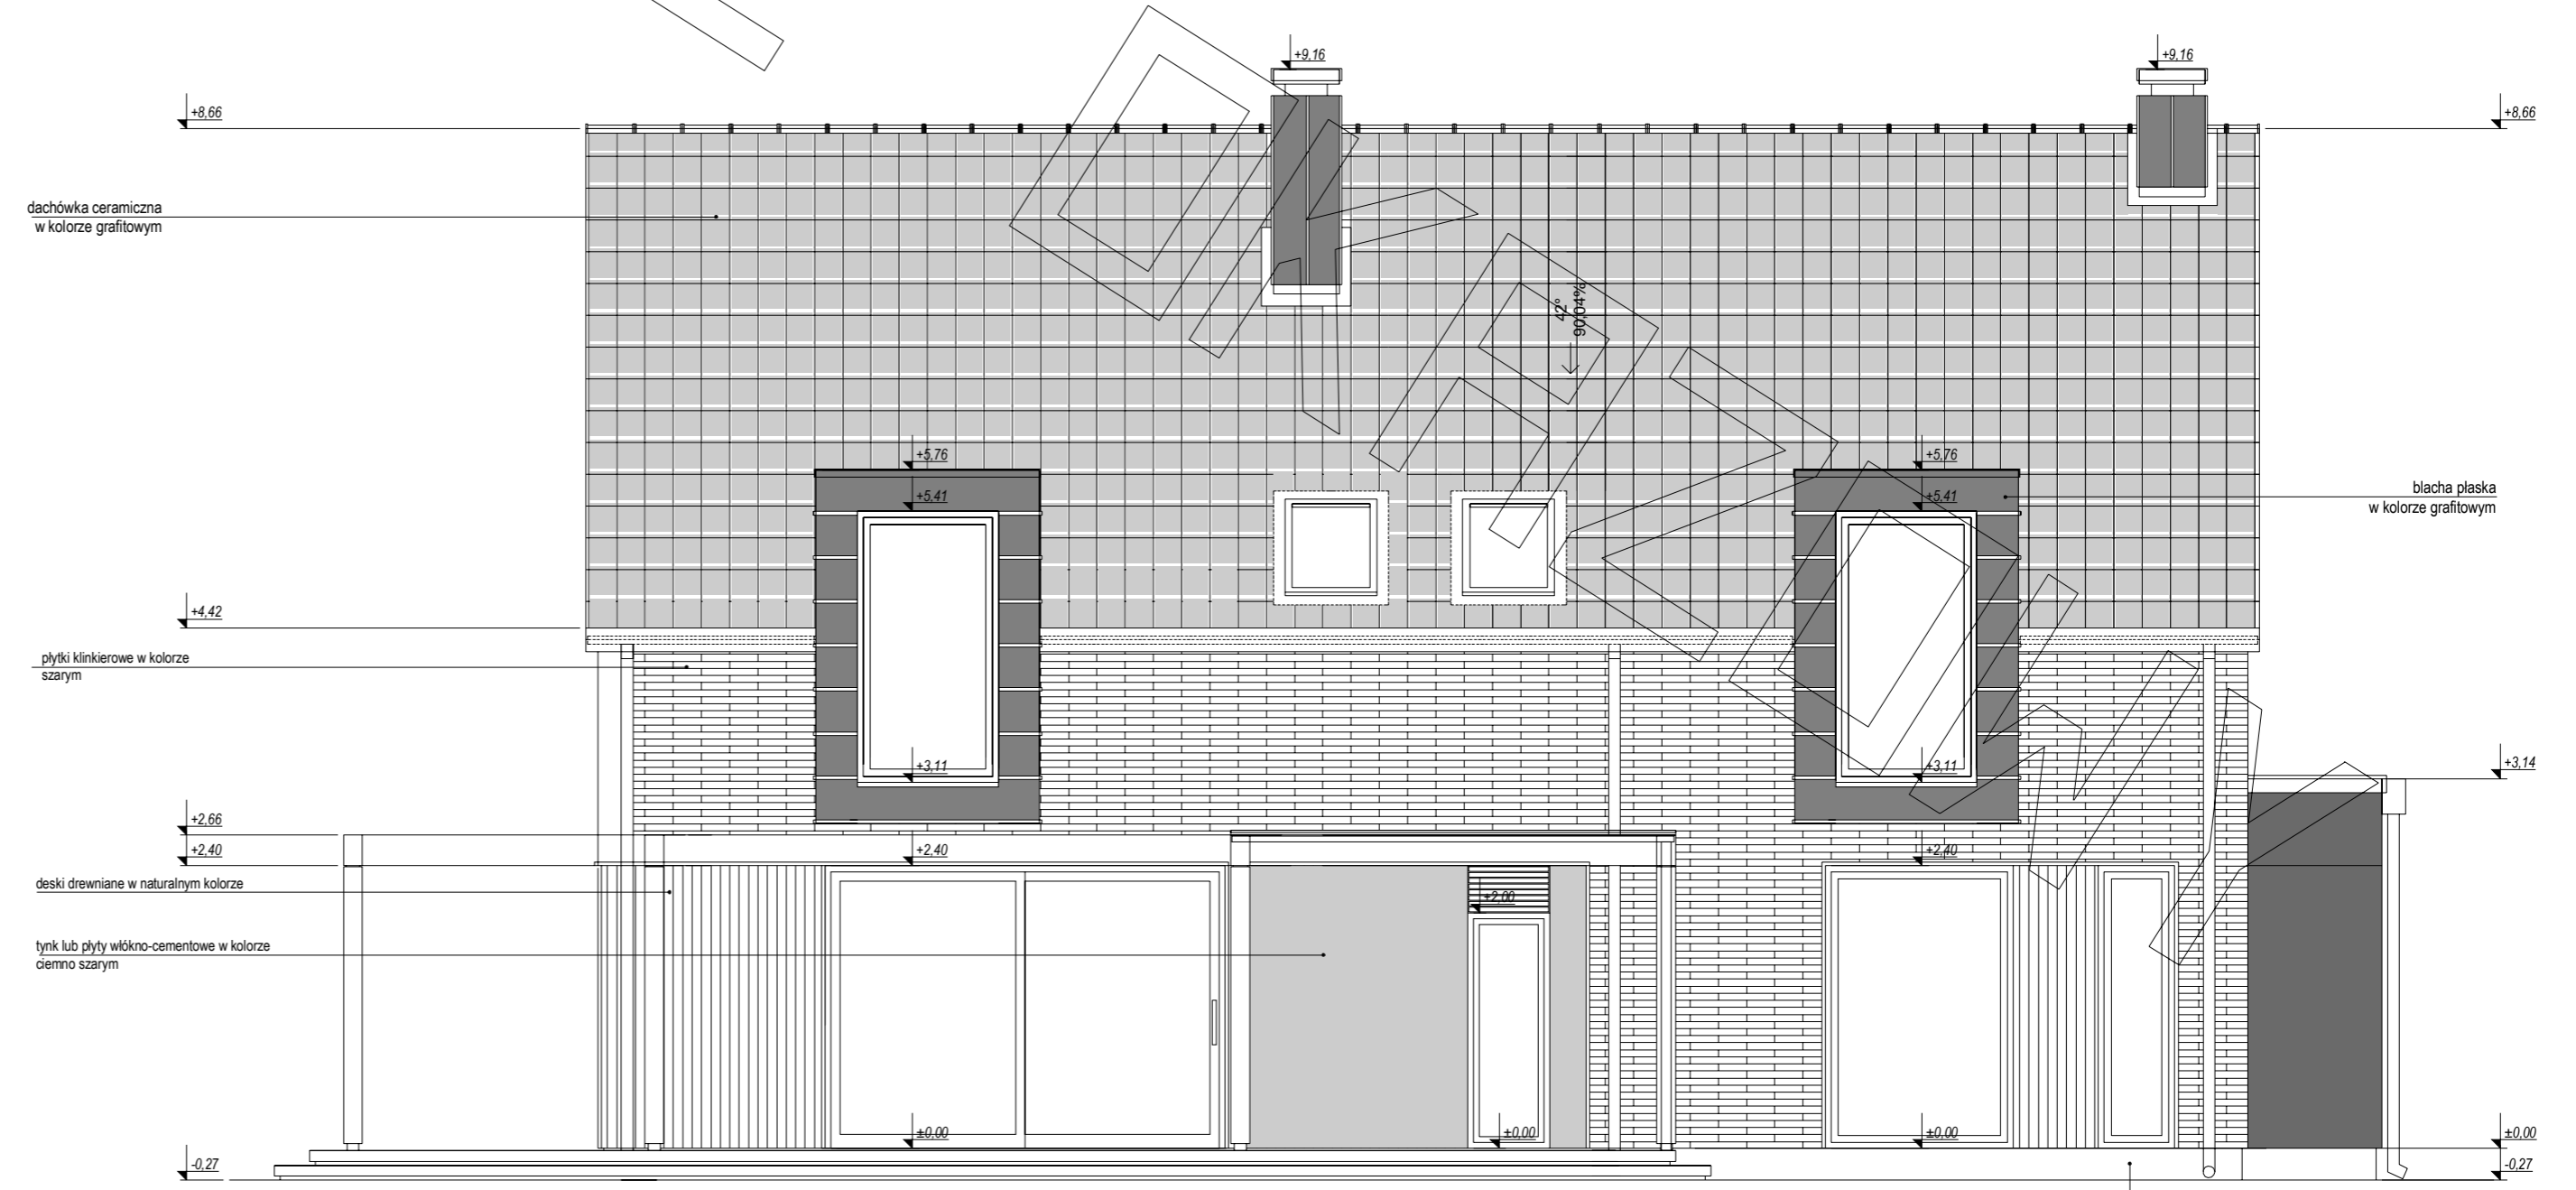 +9,16
+9,16
+8,66
+8,66
dachówka ceramiczna
w kolorze grafitowym
42°
90,04%
+5,76
+5,76
+5,41
+5,41
blacha płaska
w kolorze grafitowym
+4,42
płytki klinkierowe w kolorze
szarym
+3,11
+3,11
+3,14
+2,66
+2,40
+2,40
+2,40
deski drewniane w naturalnym kolorze
+2,00
tynk lub płyty włókno-cementowe w kolorze
ciemno szarym
±0,00
±0,00
±0,00
±0,00
-0,27
-0,27